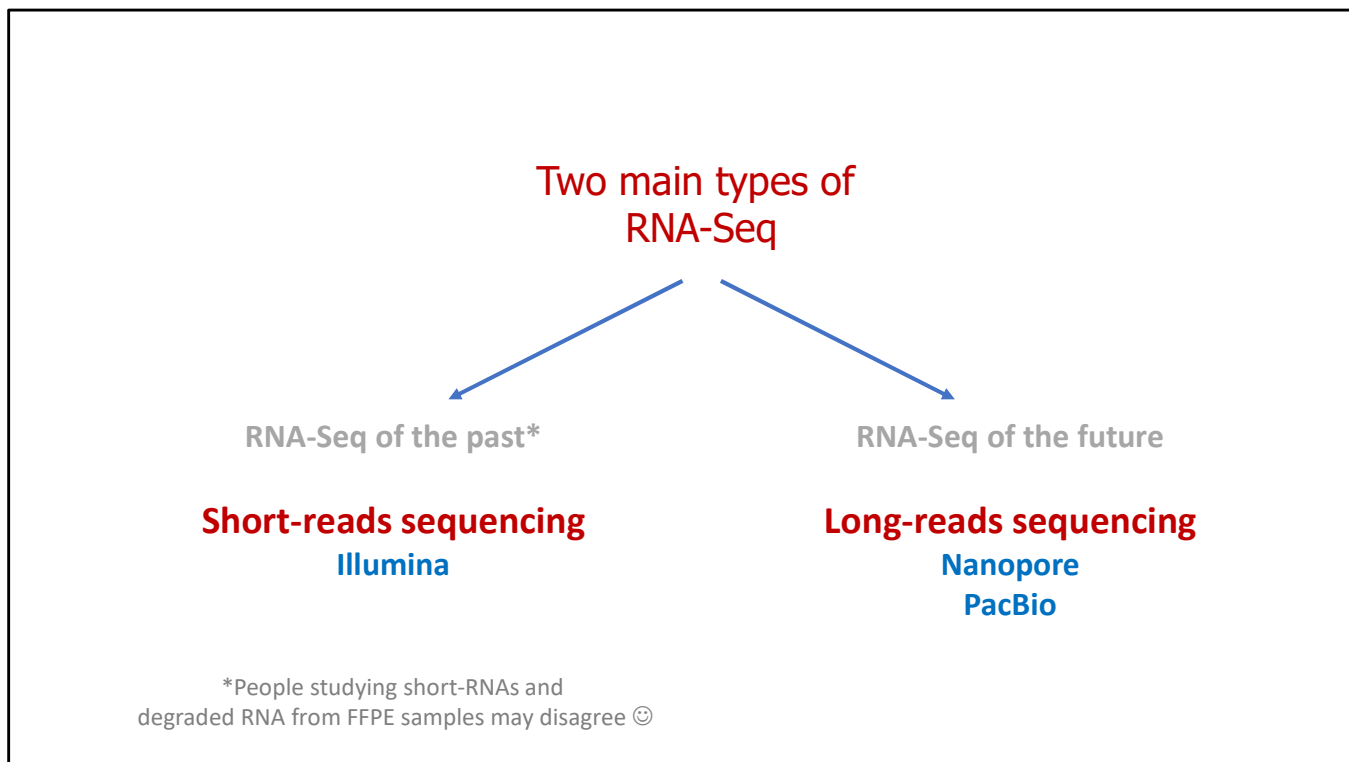 Two main types of
RNA-Seq
RNA-Seq of the past*
RNA-Seq of the future
Short-reads sequencing
Illumina
Long-reads sequencing
Nanopore
PacBio
*People studying short-RNAs and
degraded RNA from FFPE samples may disagree ☺